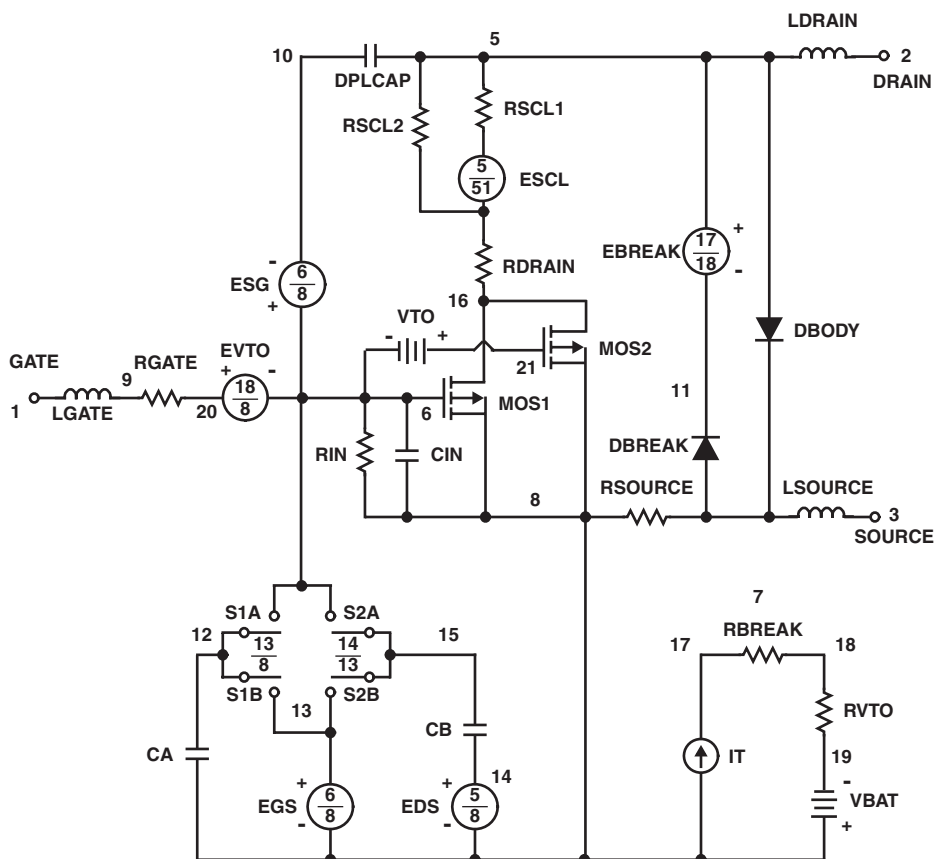 LDRAIN
5
10
2
DPLCAP
DRAIN
RSCL1
RSCL2
5
51
ESCL
+
17
18
EBREAK
-
-
6
8
ESG
+
RDRAIN
16
VTO
- +
DBODY
MOS2
GATE
RGATE
EVTO
9
+ -
18
8
21
11
MOS1
1
LGATE
20
6
DBREAK
RIN
CIN
8
RSOURCE
LSOURCE
3
SOURCE
S1A
S2A
7
12
13
8
14
13
15
RBREAK
17
18
S1B
S2B
13
RVTO
CB
CA
IT
19
14
-
+
+
6
8
EGS
5
8
EDS
VBAT
-
-
+